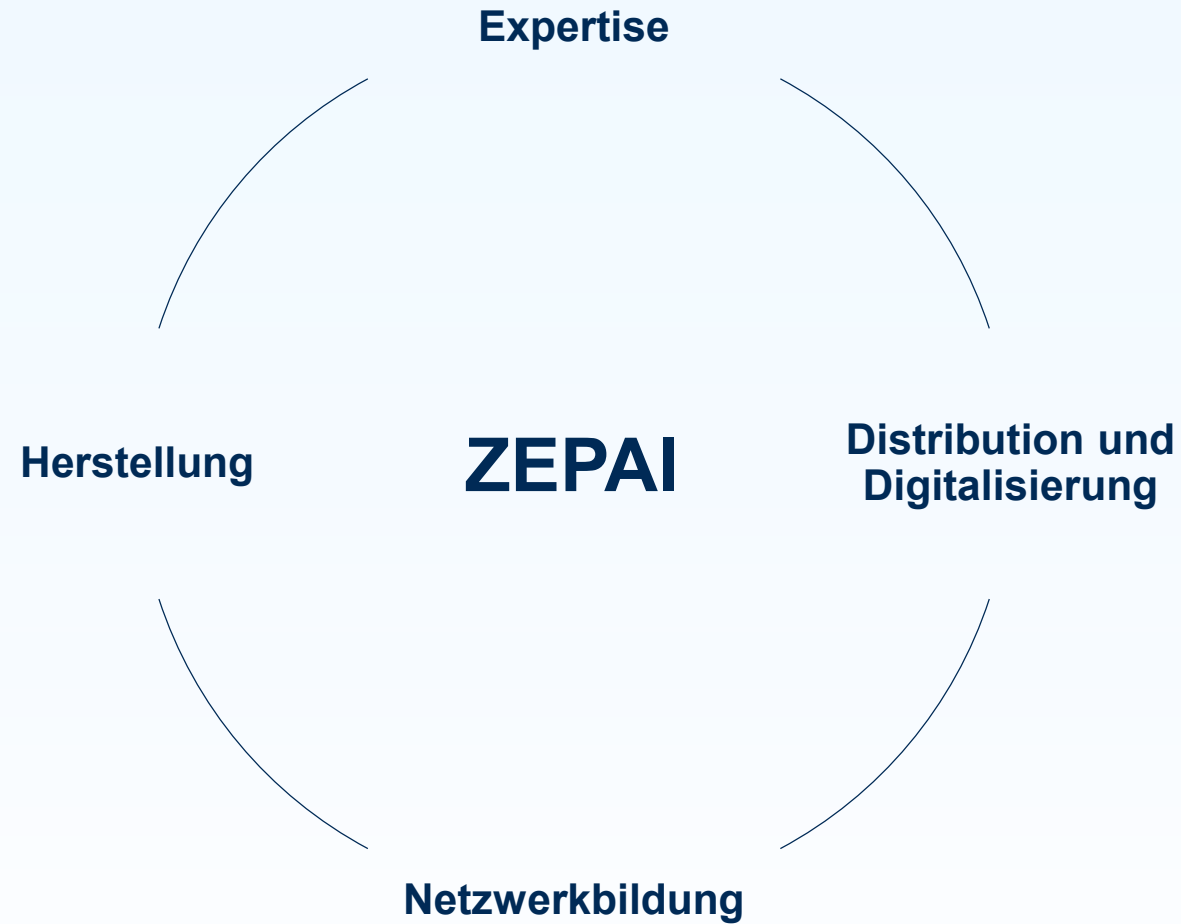 Expertise
Herstellung
ZEPAI
Distribution und
Digitalisierung
Netzwerkbildung